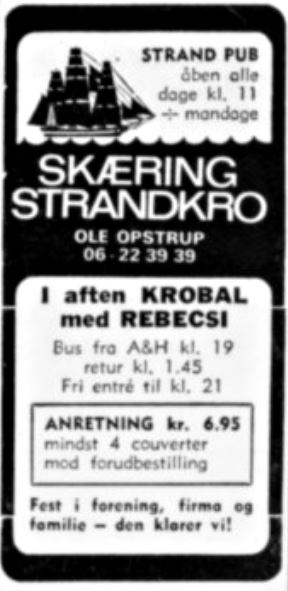 STRAND PUB
åben alle
dage kl. 11
÷ mandage
SKÆRING
STRANDKRO
OLE OPSTRUP
06 - 22 39 39
I aften KROBAL
med REBECSI
Bus fra A&H kl. 19
retur kl. 1.45
Fri entré til kl. 21
ANRETNING kr. 6.95
mindst 4 couverter
mod forudbestilling
Fest i forening, firma og
familie — den klarer vi!